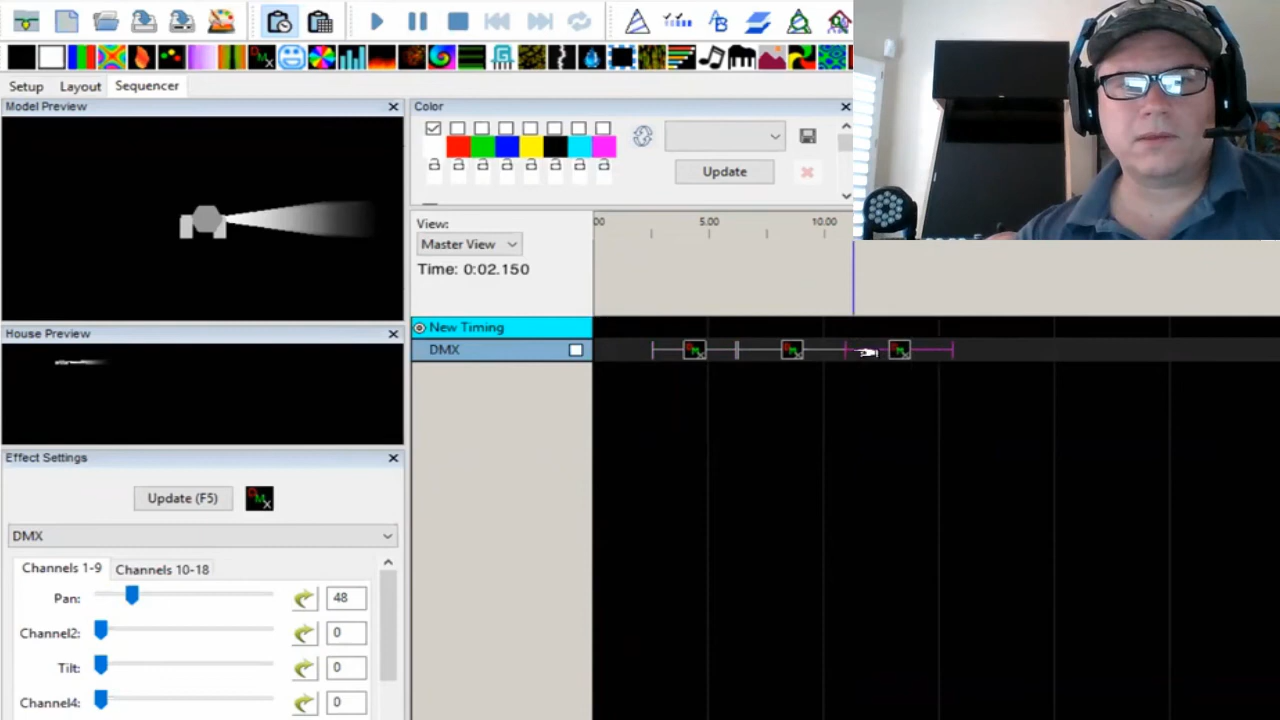 Setup Layout Sequencer
Model Preview
Color
Update
View:
Master View
Time: 0:02.150
00 5.00 10.00
House Preview
New Timing
DMX
Effect Settings
Update (F5)
DMX
Channels 1-9 Channels 10-18
Pan: 48
Channel2: 0
Tilt: 0
Channel4: 0